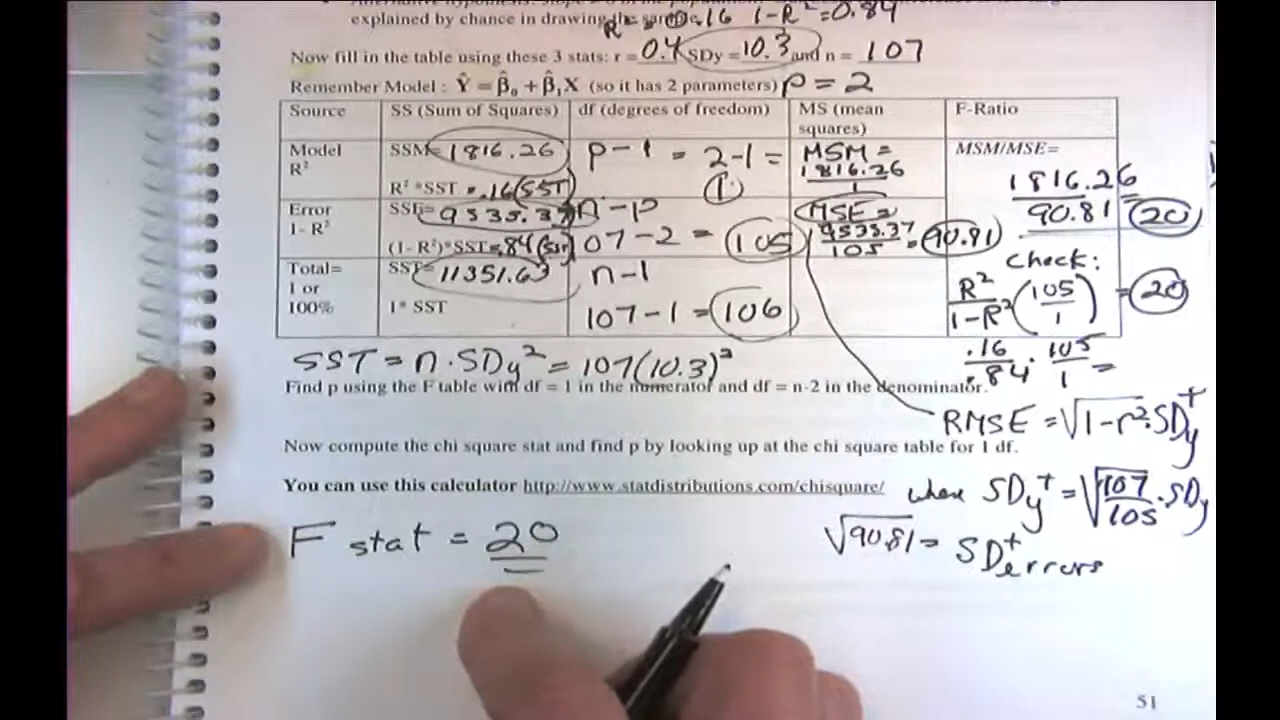 explained by chance in drawing the
R² = .16 1-R² = 0.84
Now fill in the table using these 3 stats: r = 0.4 SDy = 10.3 and n = 107
Remember Model : Ŷ = β̂₀ + β̂₁X (so it has 2 parameters) p = 2
Source SS (Sum of Squares) df (degrees of freedom) MS (mean squares) F-Ratio
Model R²
SSM= 1816.26
R² *SST = .16(SST)
p-1 = 2-1 =
1
MSM =
1816.26
1
MSM/MSE=
1816.26
90.81
= 20
Error
1- R²
SSE= 9535.37
(1- R²)*SST = .84(SST)
n-p
107-2 = 105
MSE =
9535.37
105
= 90.81
Check:
R²
1-R²
(105
1)
= 20
.16
.84
· 105
1
=
Total=
1 or
100%
SST= 11351.63
1* SST
n-1
107-1 = 106
SST = n·SDy² = 107(10.3)²
Find p using the F table with df = 1 in the numerator and df = n-2 in the denominator.
RMSE = √1-r² · SDy⁺
Now compute the chi square stat and find p by looking up at the chi square table for 1 df.
You can use this calculator http://www.statdistributions.com/chisquare/
where SDy⁺ = √107/105 · SDy
F stat = 20
√90.81 = SD⁺errors
51